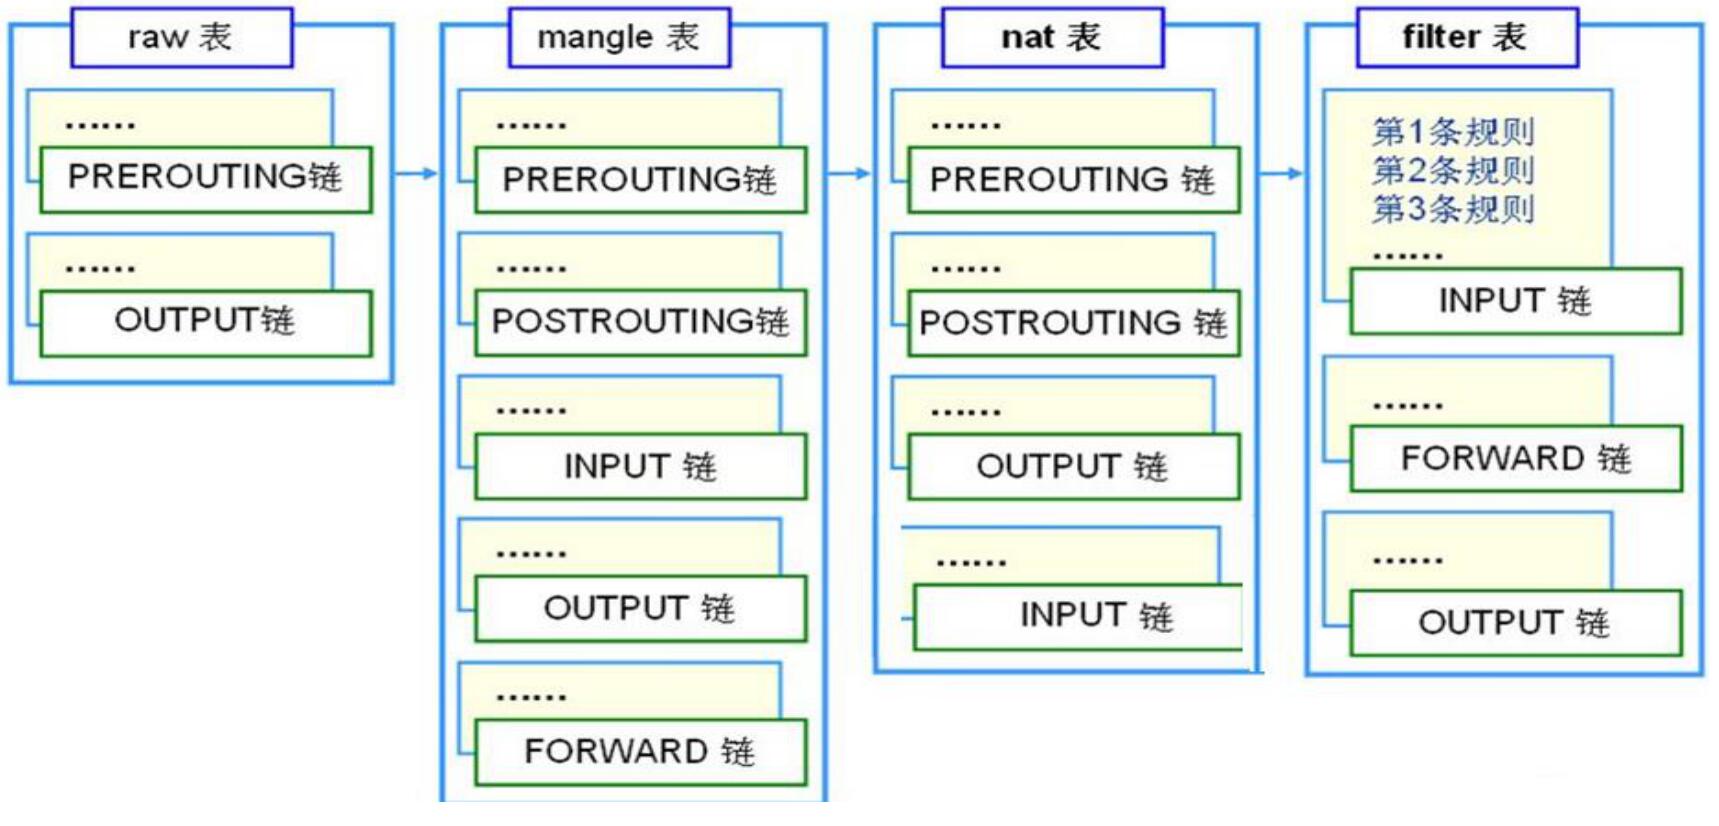 raw 表
……
PREROUTING链
……
OUTPUT链
mangle 表
……
PREROUTING链
……
POSTROUTING链
……
INPUT 链
……
OUTPUT 链
……
FORWARD 链
nat 表
……
PREROUTING 链
……
POSTROUTING 链
……
OUTPUT 链
……
INPUT 链
filter 表
第1条规则
第2条规则
第3条规则
……
INPUT 链
……
FORWARD 链
……
OUTPUT 链